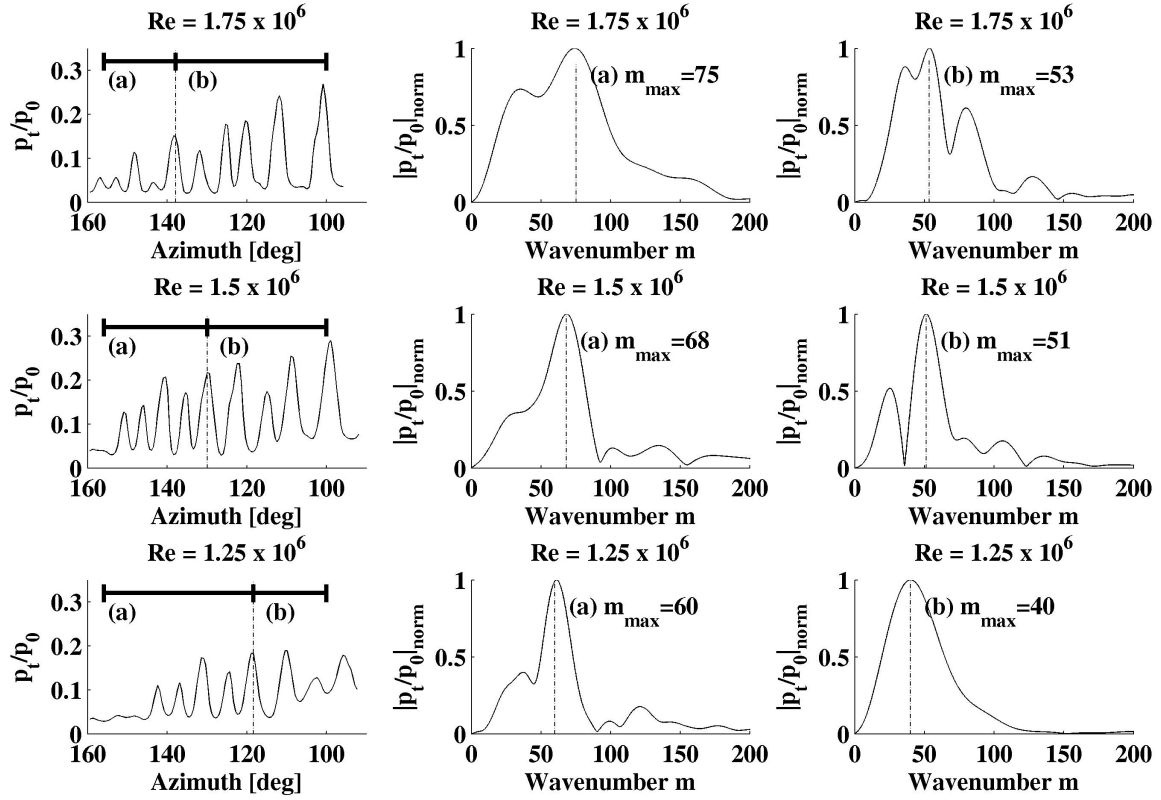 Re = 1.75 x 10^6
0.3
0.2
0.1
0
p_t/p_0
(a)
(b)
160 140 120 100
Azimuth [deg]
Re = 1.75 x 10^6
1
0.5
0
|p_t/p_0|_norm
(a) m_max=75
0 50 100 150 200
Wavenumber m
Re = 1.75 x 10^6
1
0.5
0
|p_t/p_0|_norm
(b) m_max=53
0 50 100 150 200
Wavenumber m
Re = 1.5 x 10^6
0.3
0.2
0.1
0
p_t/p_0
(a)
(b)
160 140 120 100
Azimuth [deg]
Re = 1.5 x 10^6
1
0.5
0
|p_t/p_0|_norm
(a) m_max=68
0 50 100 150 200
Wavenumber m
Re = 1.5 x 10^6
1
0.5
0
|p_t/p_0|_norm
(b) m_max=51
0 50 100 150 200
Wavenumber m
Re = 1.25 x 10^6
0.3
0.2
0.1
0
p_t/p_0
(a)
(b)
160 140 120 100
Azimuth [deg]
Re = 1.25 x 10^6
1
0.5
0
|p_t/p_0|_norm
(a) m_max=60
0 50 100 150 200
Wavenumber m
Re = 1.25 x 10^6
1
0.5
0
|p_t/p_0|_norm
(b) m_max=40
0 50 100 150 200
Wavenumber m